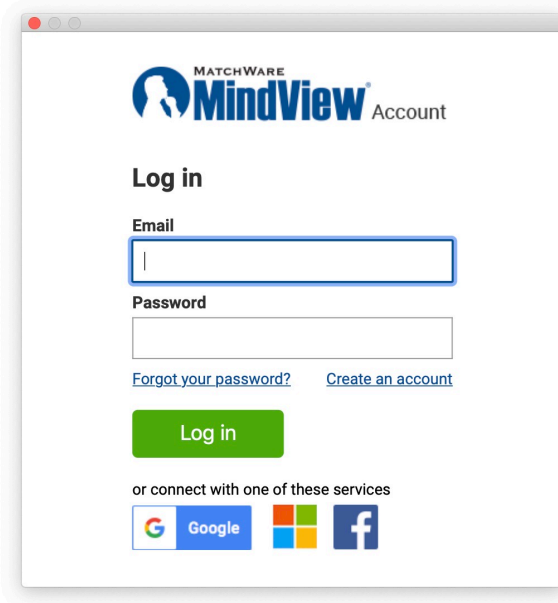 MATCHWARE
MindView® Account
Log in
Email
Password
Forgot your password? Create an account
Log in
or connect with one of these services
G Google f